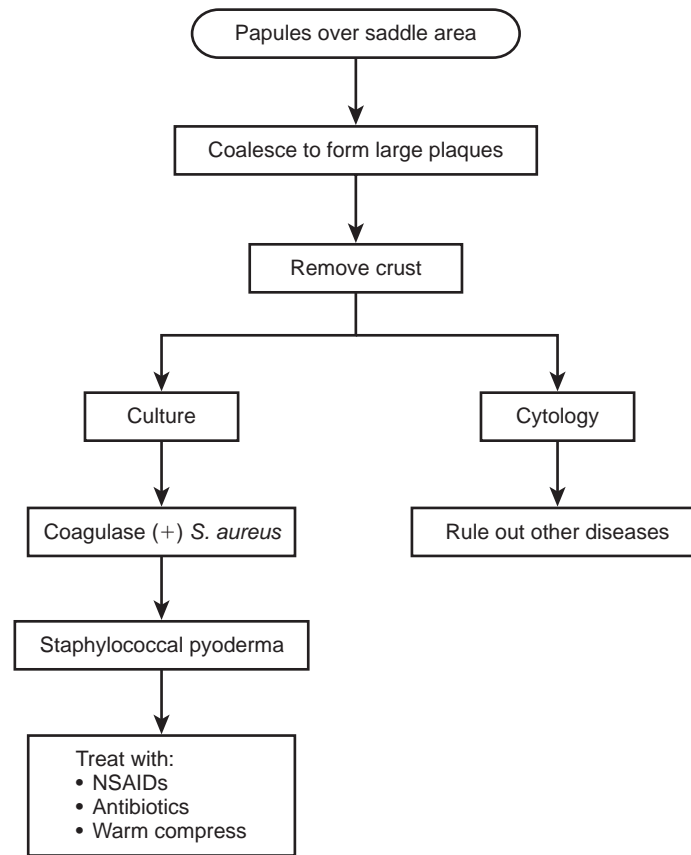 Papules over saddle area
Coalesce to form large plaques
Remove crust
Culture
Cytology
Coagulase (+) S. aureus
Rule out other diseases
Staphylococcal pyoderma
Treat with:
• NSAIDs
• Antibiotics
• Warm compress